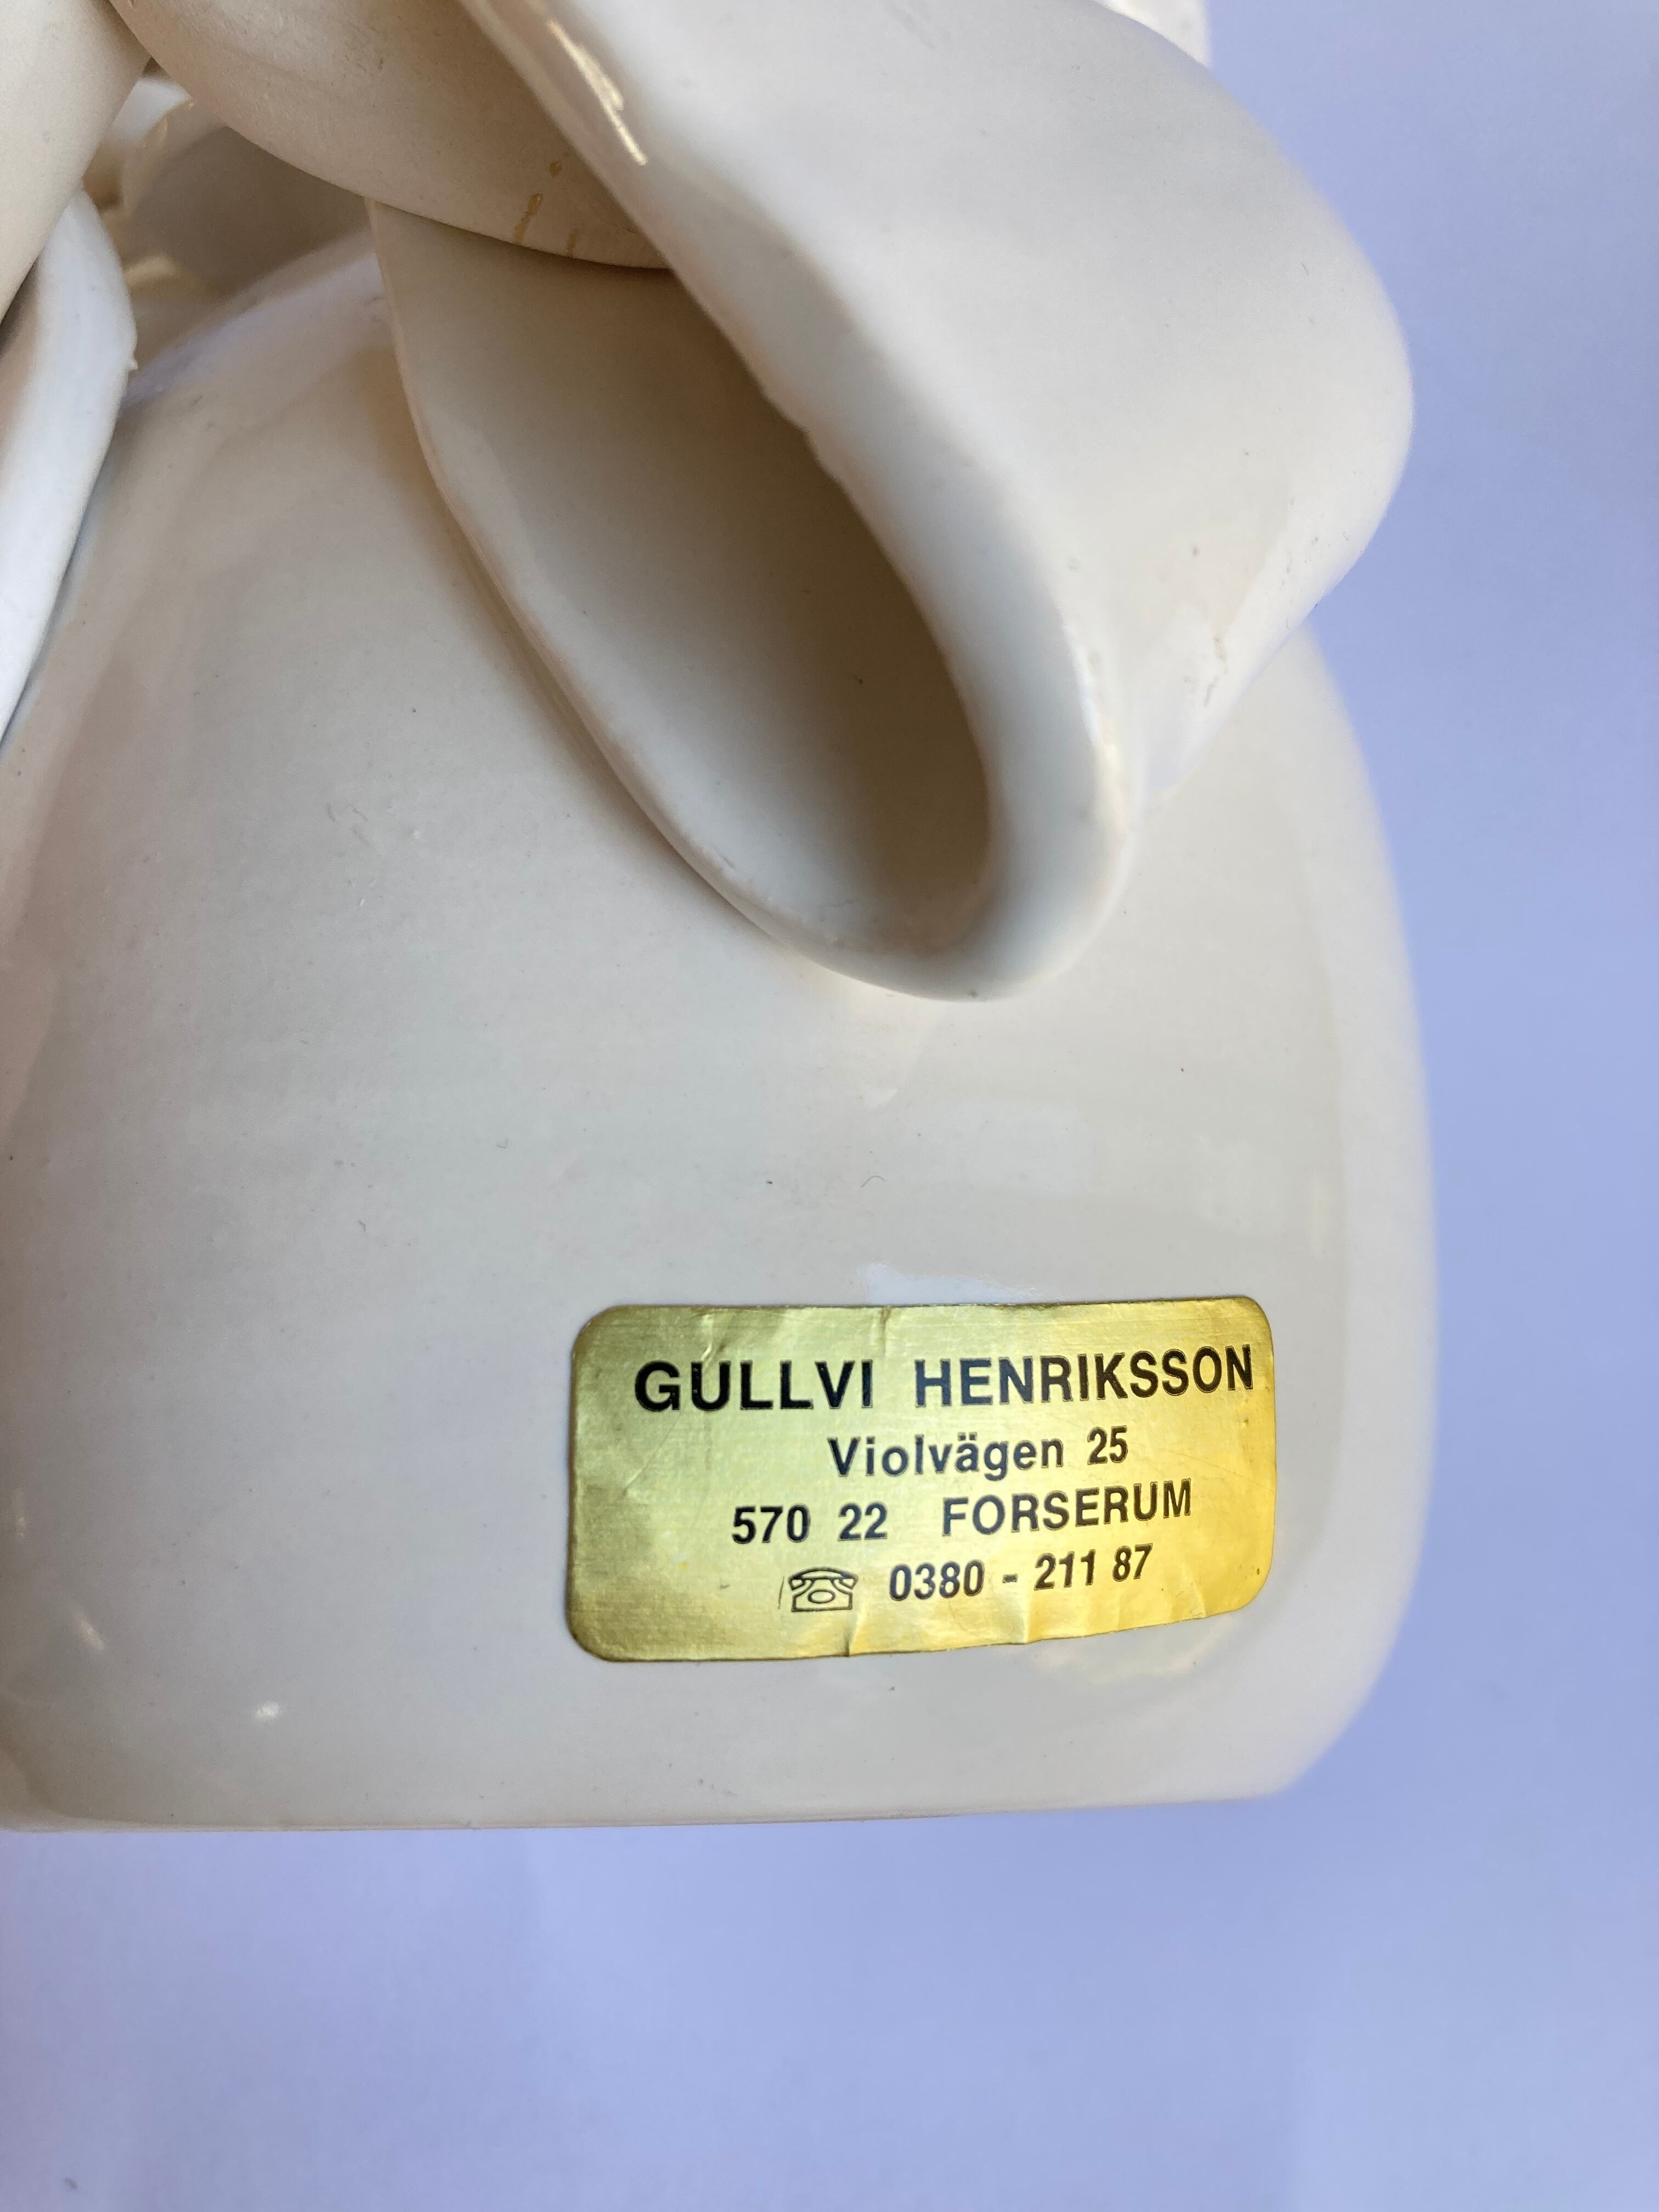 GULLVI HENRIKSSON
Violvägen 25
570 22 FORSERUM
0380 - 211 87